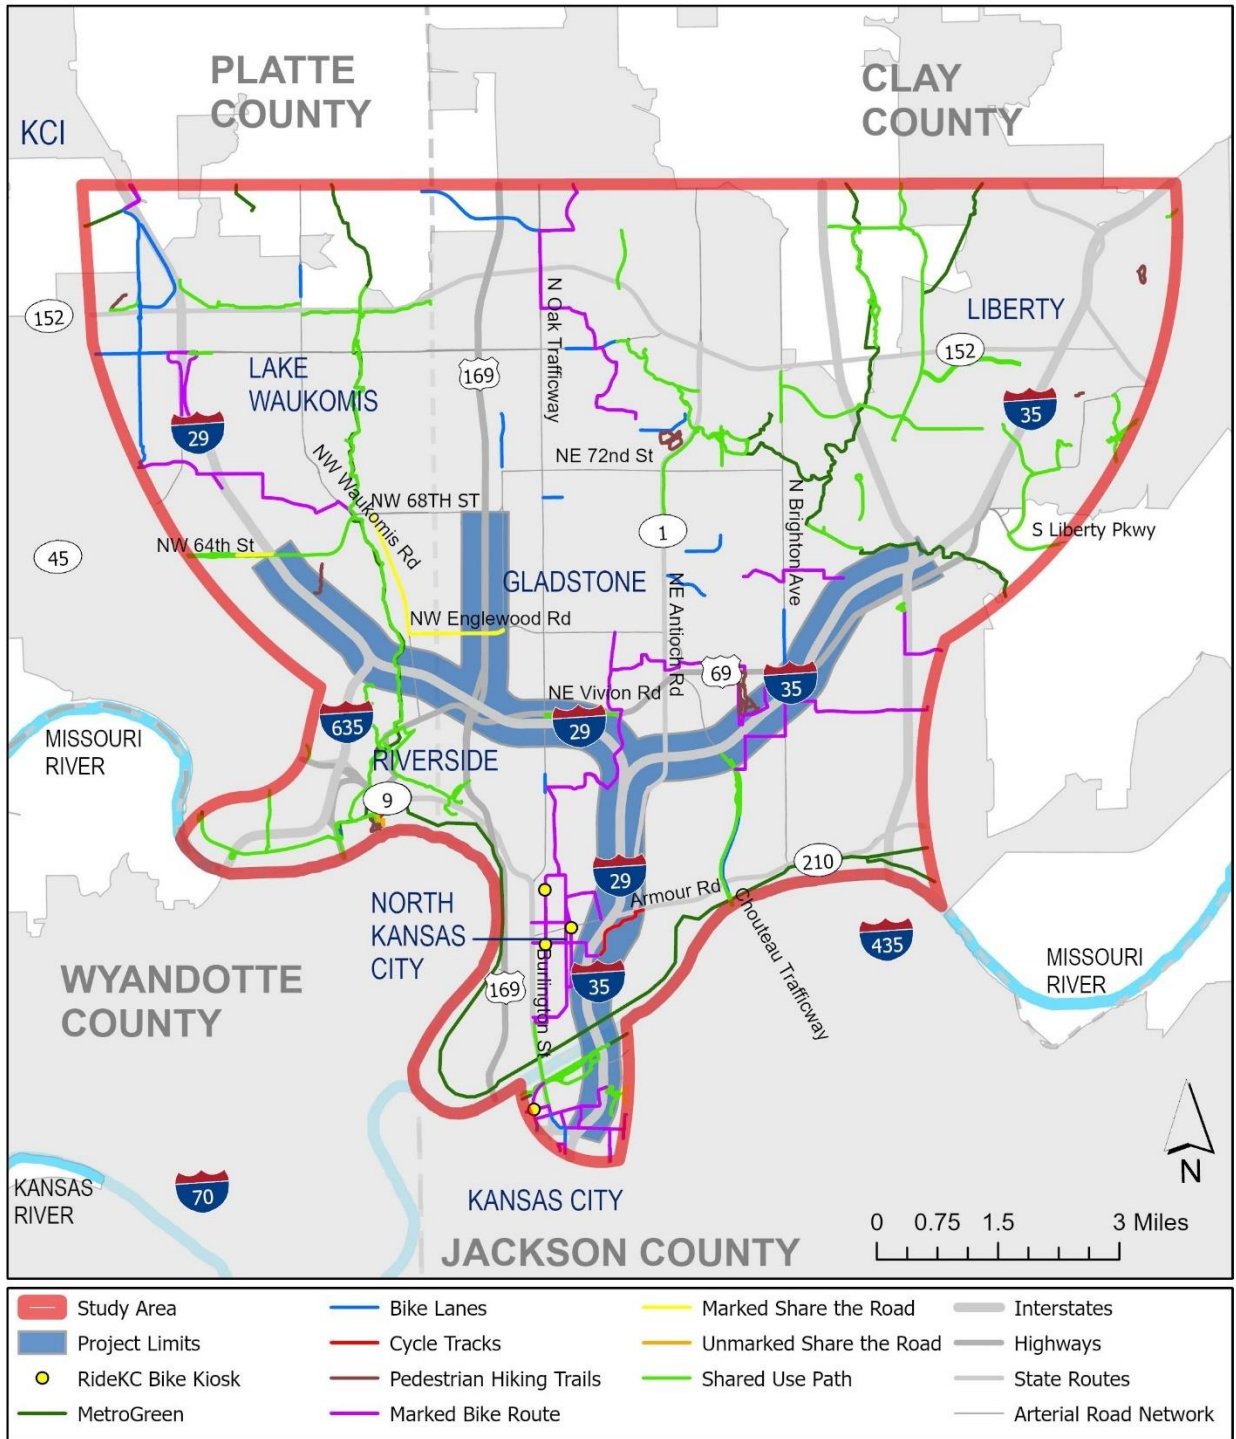 PLATTE
COUNTY
CLAY
COUNTY
KCI
152
LIBERTY
N Oak Trafficway
152
LAKE
WAUKOMIS
169
35
29
NE 72nd St
NW Waukomis Rd
NW 68TH ST
N Brighton Ave
S Liberty Pkwy
1
NW 64th St
45
GLADSTONE
NE Antioch Rd
NW Englewood Rd
69
35
NE Vivion Rd
635
29
MISSOURI
RIVER
RIVERSIDE
9
210
29
Armour Rd
Chouteau Trafficway
NORTH
KANSAS
CITY
435
MISSOURI
RIVER
WYANDOTTE
COUNTY
169
35
Burlington St
N
KANSAS
RIVER
70
KANSAS CITY
0 0.75 1.5 3 Miles
JACKSON COUNTY
Study Area
Project Limits
RideKC Bike Kiosk
MetroGreen
Bike Lanes
Cycle Tracks
Pedestrian Hiking Trails
Marked Bike Route
Marked Share the Road
Unmarked Share the Road
Shared Use Path
Interstates
Highways
State Routes
Arterial Road Network